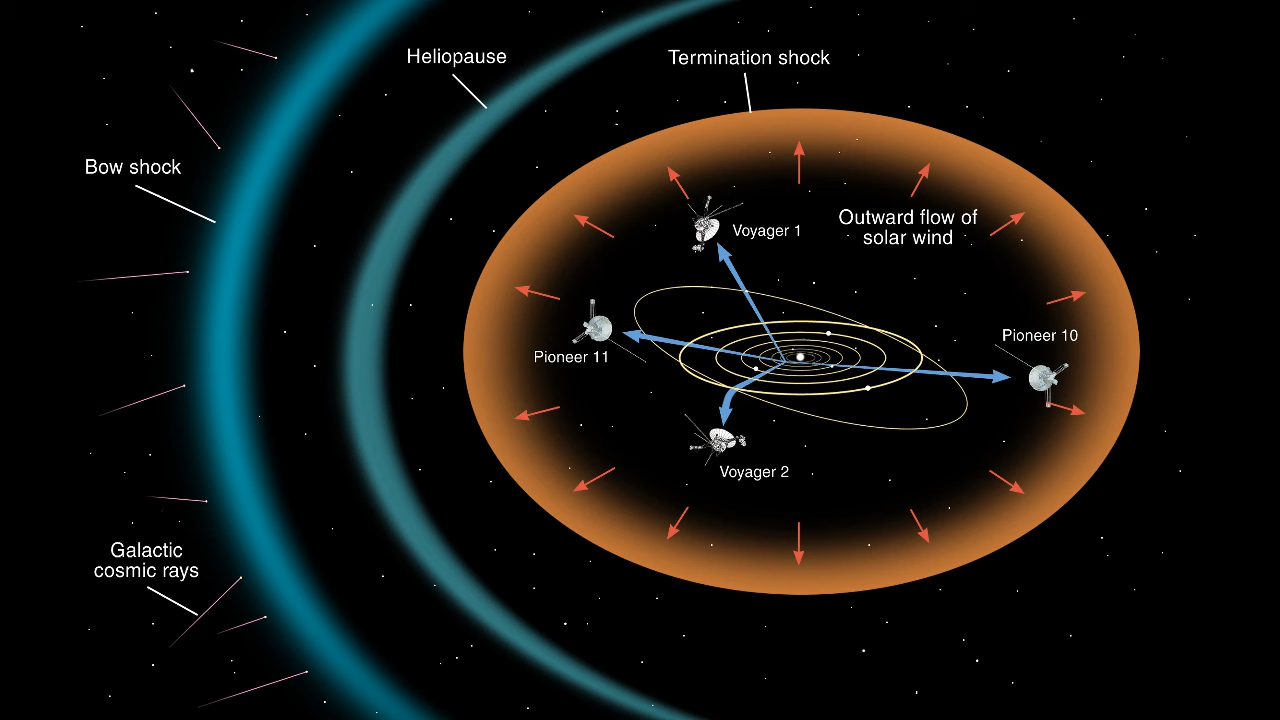 Heliopause
Termination shock
Bow shock
Outward flow of
solar wind
Voyager 1
Pioneer 10
Pioneer 11
Voyager 2
Galactic
cosmic rays